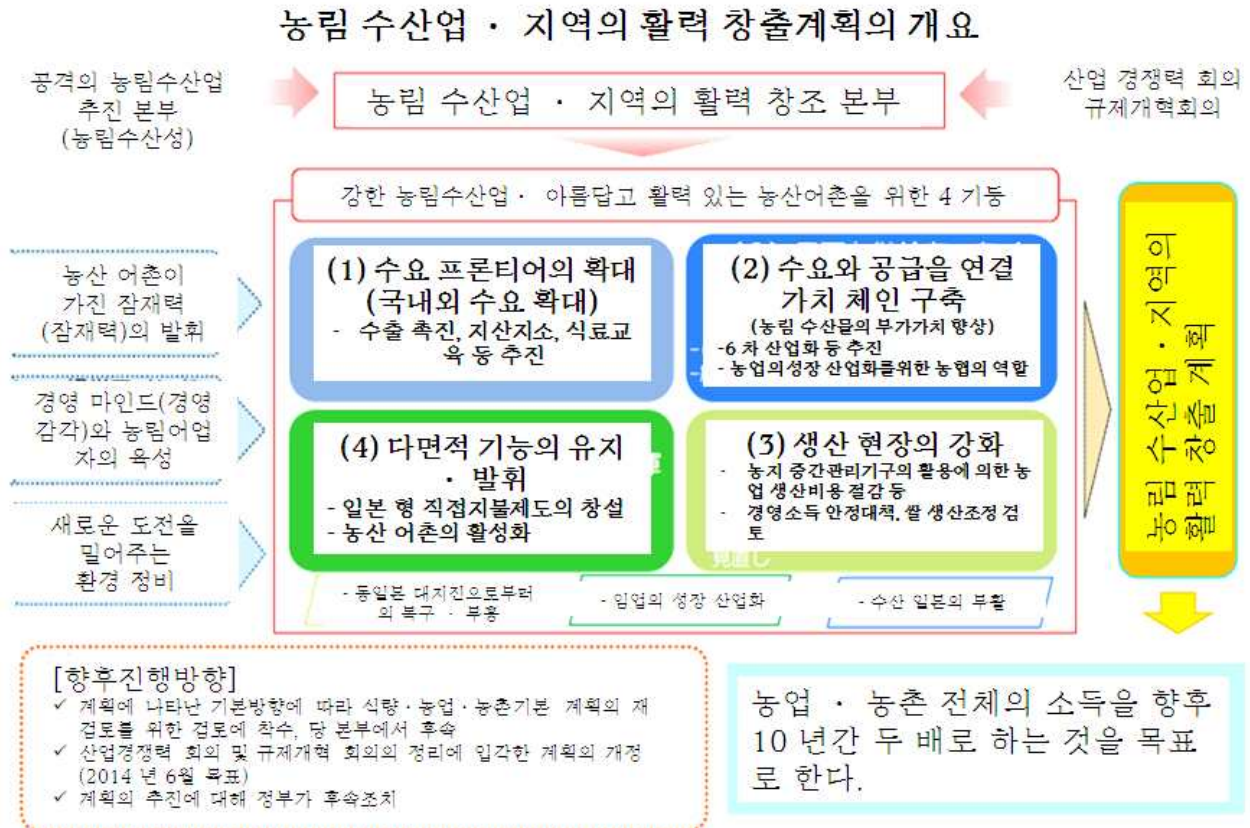 농림 수산업 · 지역의 활력 창출계획의 개요
공격의 농림수산업
추진 본부
(농림수산성)
농림 수산업 · 지역의 활력 창조 본부
산업 경쟁력 회의
규제개혁회의
강한 농림수산업 · 아름답고 활력 있는 농산어촌을 위한 4 기둥
농산 어촌이
가진 잠재력
(잠재력)의 발휘
경영 마인드(경영
감각)와 농림어업
자의 육성
새로운 도전을
밀어주는
환경 정비
(1) 수요 프론티어의 확대
(국내외 수요 확대)
- 수출 촉진, 지산지소, 식료교
육 등 추진
(2) 수요와 공급을 연결
가치 체인 구축
(농림 수산물의 부가가치 향상)
-6 차 산업화 등 추진
- 농업의성장 산업화를위한 농협의 역할
(4) 다면적 기능의 유지
· 발휘
- 일본 형 직접지불제도의 창설
- 농산 어촌의 활성화
(3) 생산 현장의 강화
- 농지 중간관리기구의 활용에 의한 농
업 생산비용 절감 등
- 경영소득 안정대책, 쌀 생산조정 검
토
見直し
- 동일본 대지진으로부터
의 복구 · 부흥
- 임업의 성장 산업화
- 수산 일본의 부활
농림 수산업 · 지역의
활력 창출 계획
[향후진행방향]
✓ 계획에 나타난 기본방향에 따라 식량·농업·농촌기본 계획의 재
검토를 위한 검토에 착수, 당 본부에서 후속
✓ 산업경쟁력 회의 및 규제개혁 회의의 정리에 입각한 계획의 개정
(2014 년 6월 목표)
✓ 계획의 추진에 대해 정부가 후속조치
농업 · 농촌 전체의 소득을 향후
10 년간 두 배로 하는 것을 목표
로 한다.